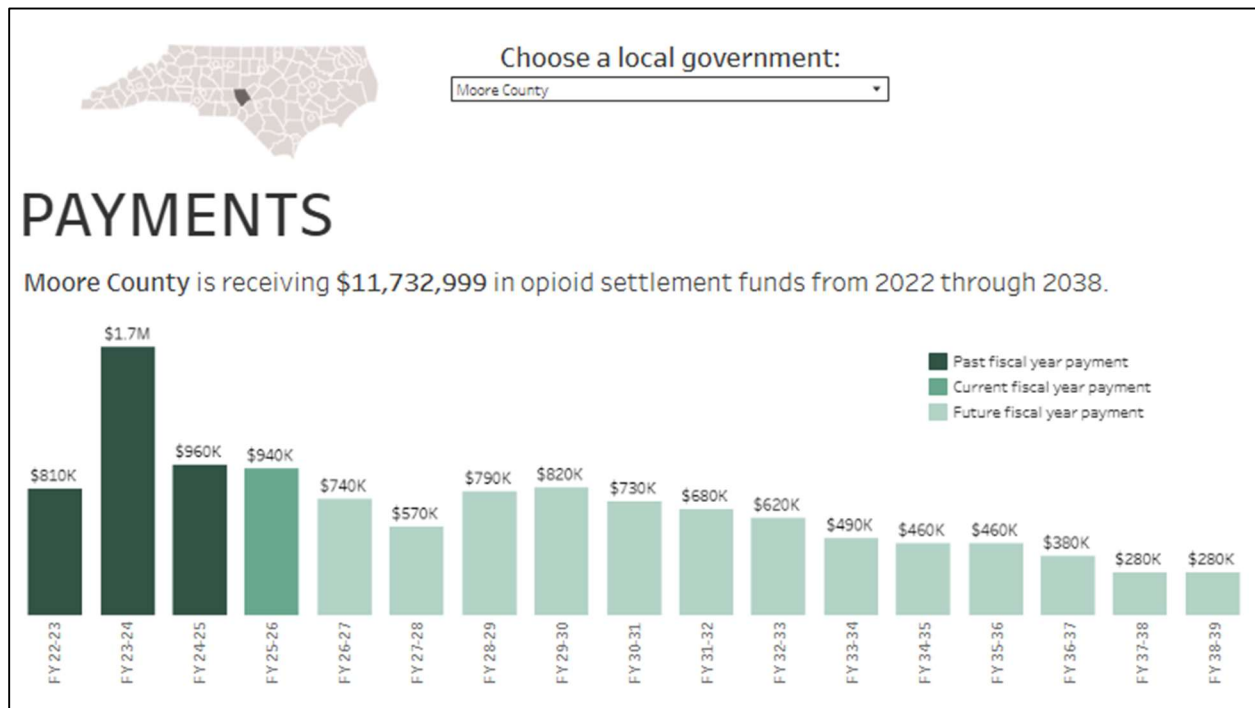 Choose a local government:
Moore County
PAYMENTS
Moore County is receiving $11,732,999 in opioid settlement funds from 2022 through 2038.
$1.7M
Past fiscal year payment
Current fiscal year payment
Future fiscal year payment
$810K
$960K
$940K
$740K
$570K
$790K
$820K
$730K
$680K
$620K
$490K
$460K
$460K
$380K
$280K
$280K
FY 22-23
FY 23-24
FY 24-25
FY 25-26
FY 26-27
FY 27-28
FY 28-29
FY 29-30
FY 30-31
FY 31-32
FY 32-33
FY 33-34
FY 34-35
FY 35-36
FY 36-37
FY 37-38
FY 38-39